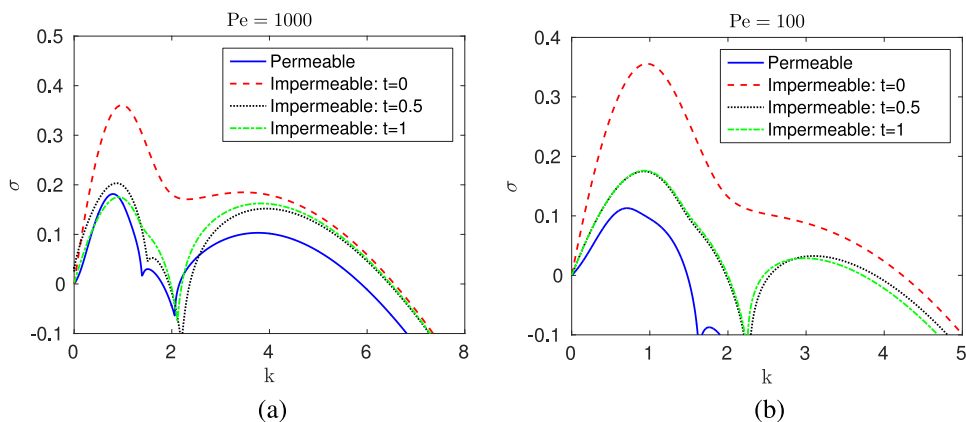 Pe = 1000
0.5
0.4
0.3
0.2
0.1
0
-0.1
σ
Permeable
Impermeable: t=0
Impermeable: t=0.5
Impermeable: t=1
0 2 4 6 8
k
(a)
Pe = 100
0.4
0.3
0.2
0.1
0
-0.1
σ
Permeable
Impermeable: t=0
Impermeable: t=0.5
Impermeable: t=1
0 1 2 3 4 5
k
(b)